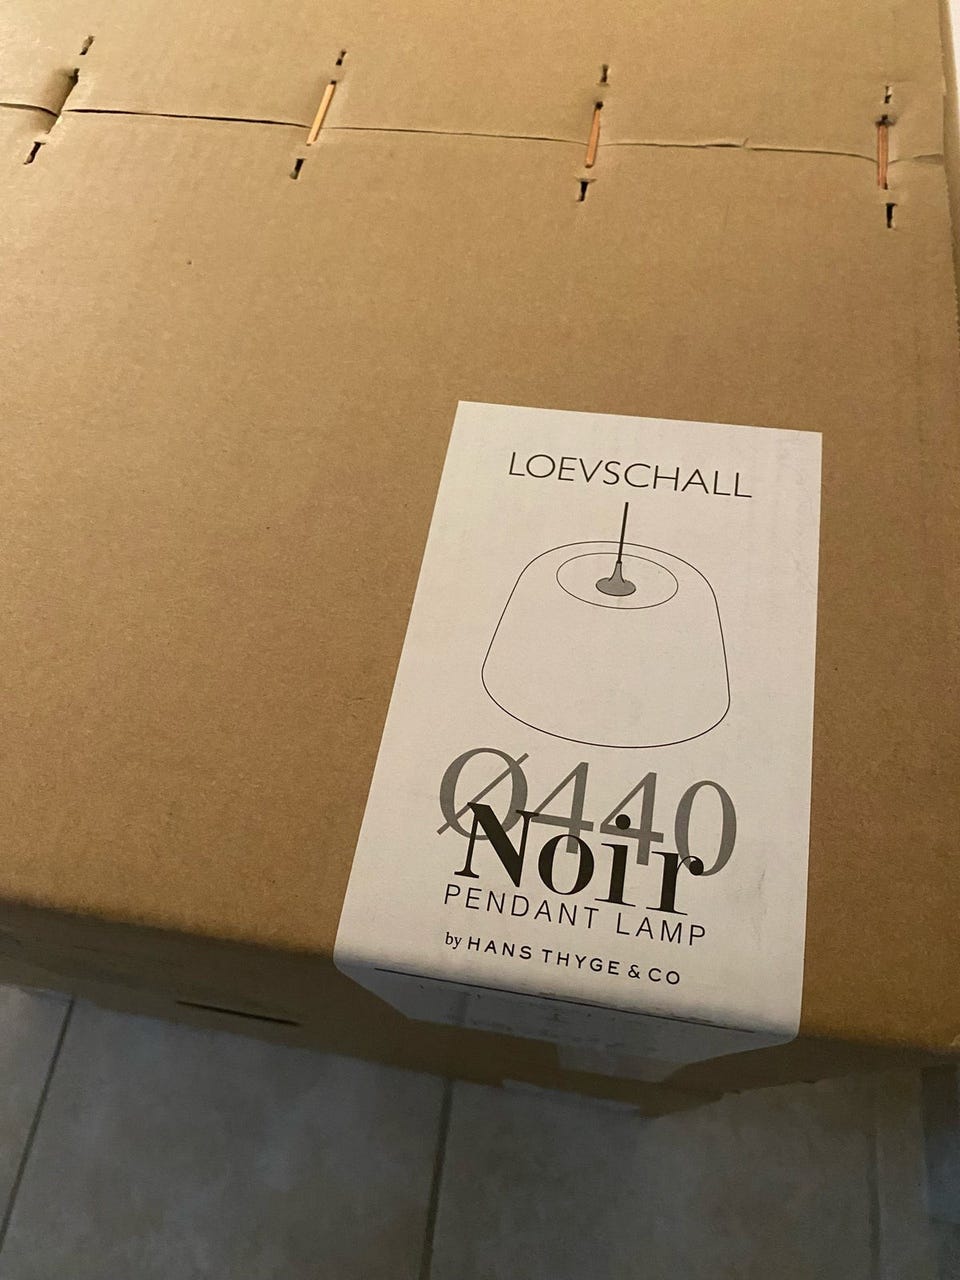 LOEVSCHALL
Ø440
Noir
PENDANT LAMP
by HANS THYGE & CO